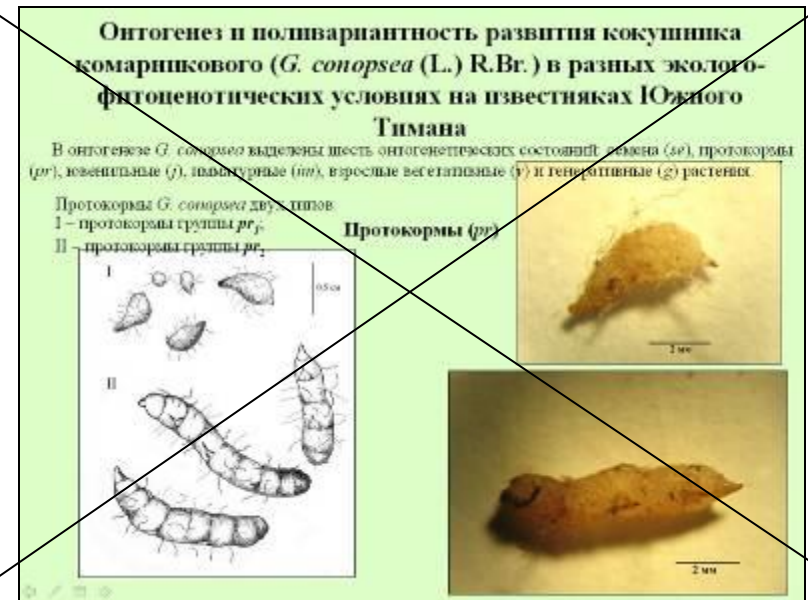 Онтогенез и поливариантность развития кокушника
комарникового (G. conopsea (L.) R.Br.) в разных эколого-
фитоценотических условиях на известняках Южного
Тимана
В онтогенезе G. conopsea выделены шесть онтогенетических состояний: семена (se), протокормы
(pr), ювенильные (j), имматурные (im), взрослые вегетативные (v) и генеративные (g) растения.
Протокормы G. conopsea двух типов
I – протокормы группы pr₁;
II – протокормы группы pr₂
Протокормы (pr)
I
0,5 см
II
2 мм
2 мм